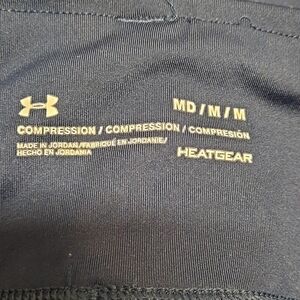 MD / M / M
COMPRESSION / COMPRESSION / COMPRESIÓN
MADE IN JORDAN/FABRIQUÉ EN JORDANIE/
HECHO EN JORDANIA
HEATGEAR